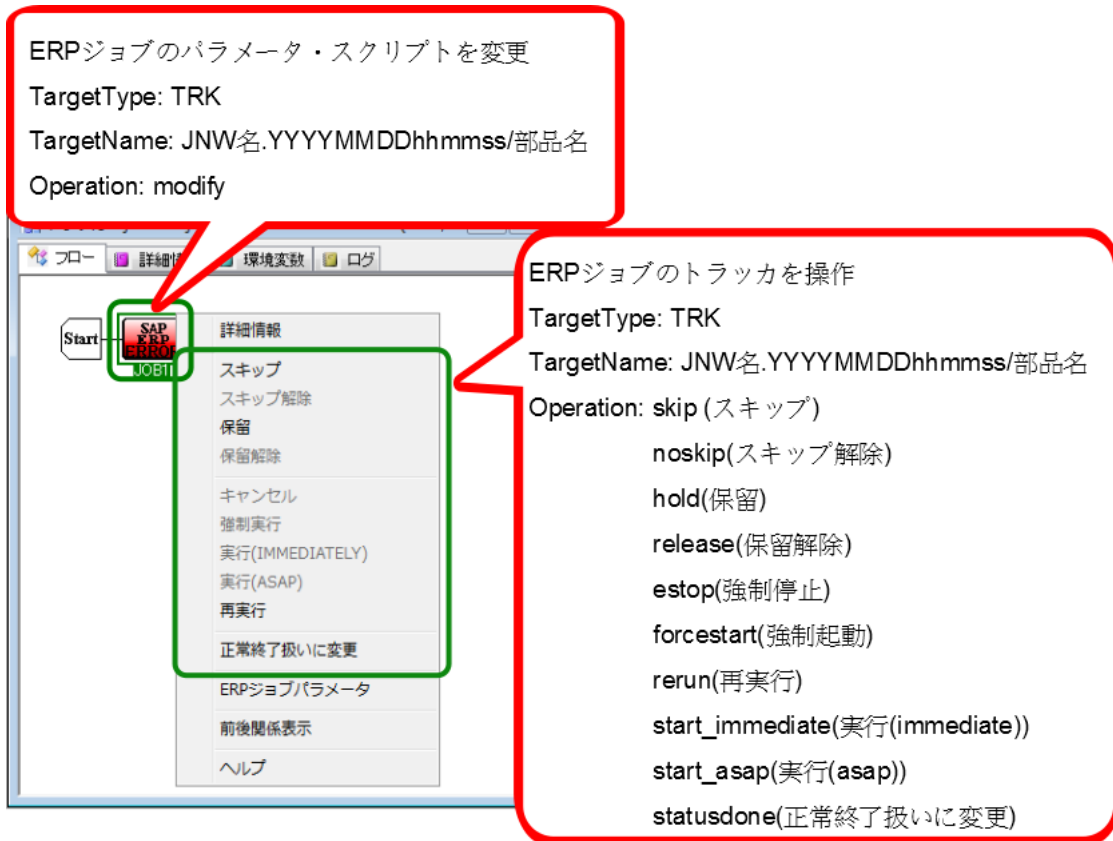 ERPジョブのパラメータ・スクリプトを変更
TargetType: TRK
TargetName: JNW名.YYYYMMDDhhmmss/部品名
Operation: modify
フロー
詳細情
環境変数
ログ
Start
SAP
ERP
ERROR
JOB1
詳細情報
スキップ
スキップ解除
保留
保留解除
キャンセル
強制実行
実行(IMMEDIATELY)
実行(ASAP)
再実行
正常終了扱いに変更
ERPジョブパラメータ
前後関係表示
ヘルプ
ERPジョブのトラッカを操作
TargetType: TRK
TargetName: JNW名.YYYYMMDDhhmmss/部品名
Operation: skip (スキップ)
noskip(スキップ解除)
hold(保留)
release(保留解除)
estop(強制停止)
forcestart(強制起動)
rerun(再実行)
start_immediate(実行(immediate))
start_asap(実行(asap))
statusdone(正常終了扱いに変更)